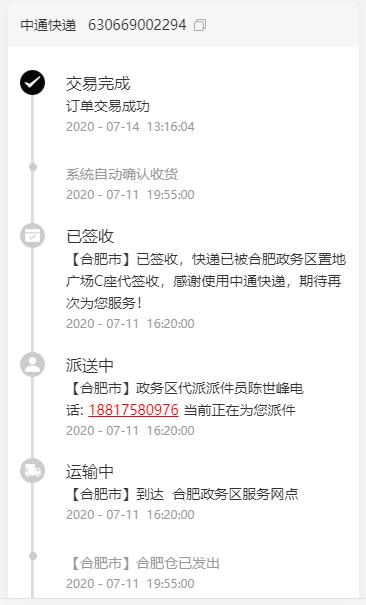 中通快递 630669002294
交易完成
订单交易成功
2020 - 07-14 13:16:04
系统自动确认收货
2020 - 07-11 19:55:00
已签收
【合肥市】已签收，快递已被合肥政务区置地
广场C座代签收，感谢使用中通快递，期待再
次为您服务！
2020 - 07-11 16:20:00
派送中
【合肥市】政务区代派派件员陈世峰电
话: 18817580976 当前正在为您派件
2020 - 07-11 16:20:00
运输中
【合肥市】到达 合肥政务区服务网点
2020 - 07-11 16:20:00
【合肥市】合肥仓已发出
2020 - 07-11 19:55:00